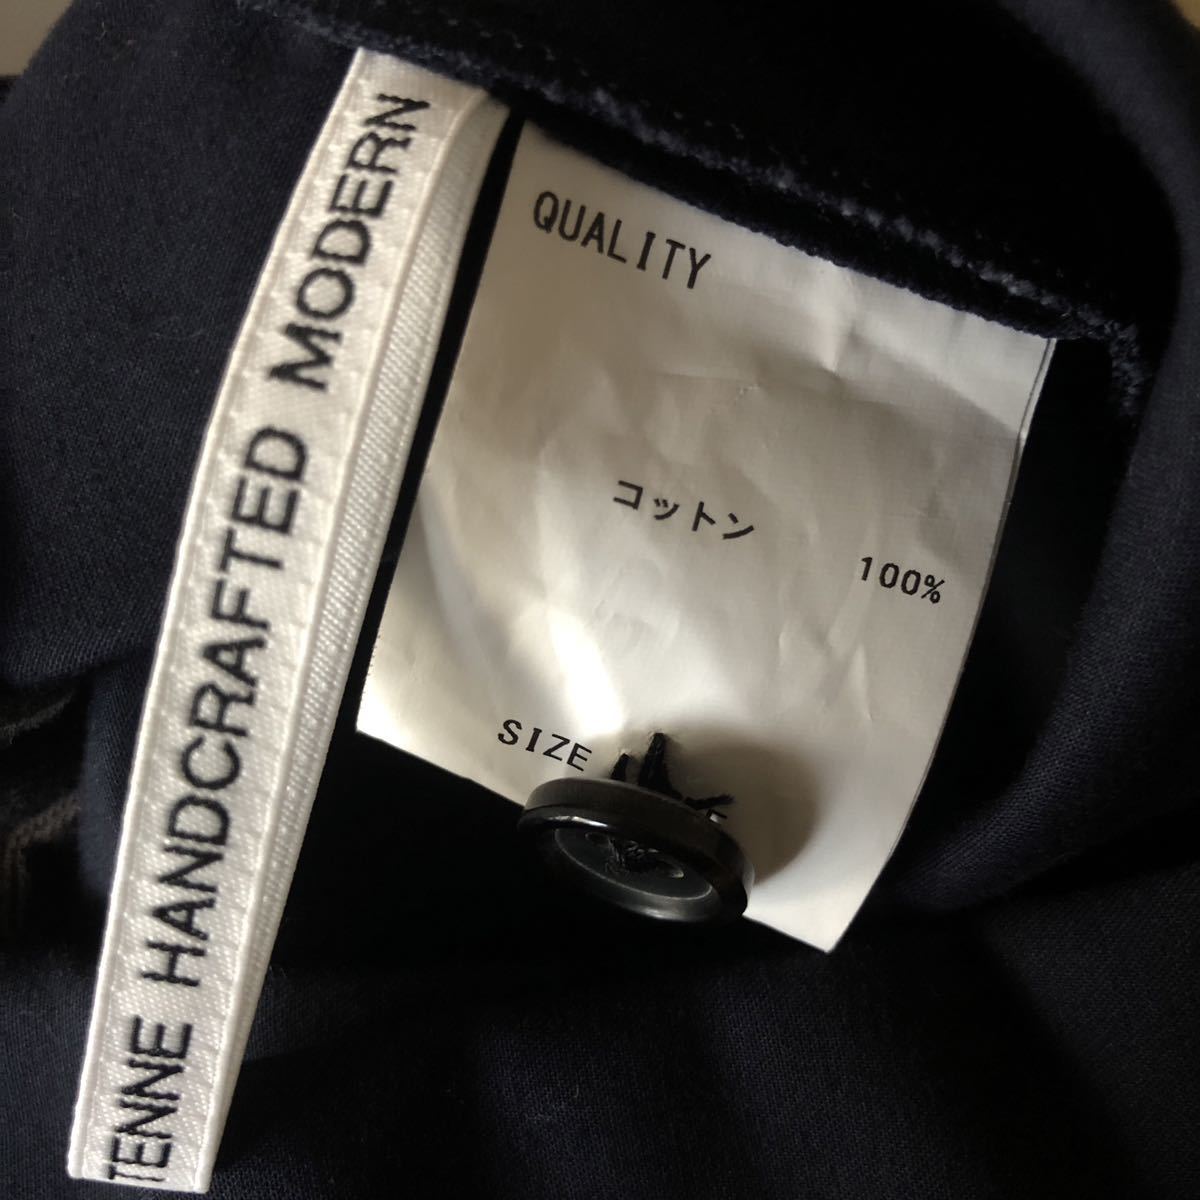 TENNE HANDCRAFTED MODERN
QUALITY
コットン 100%
SIZE